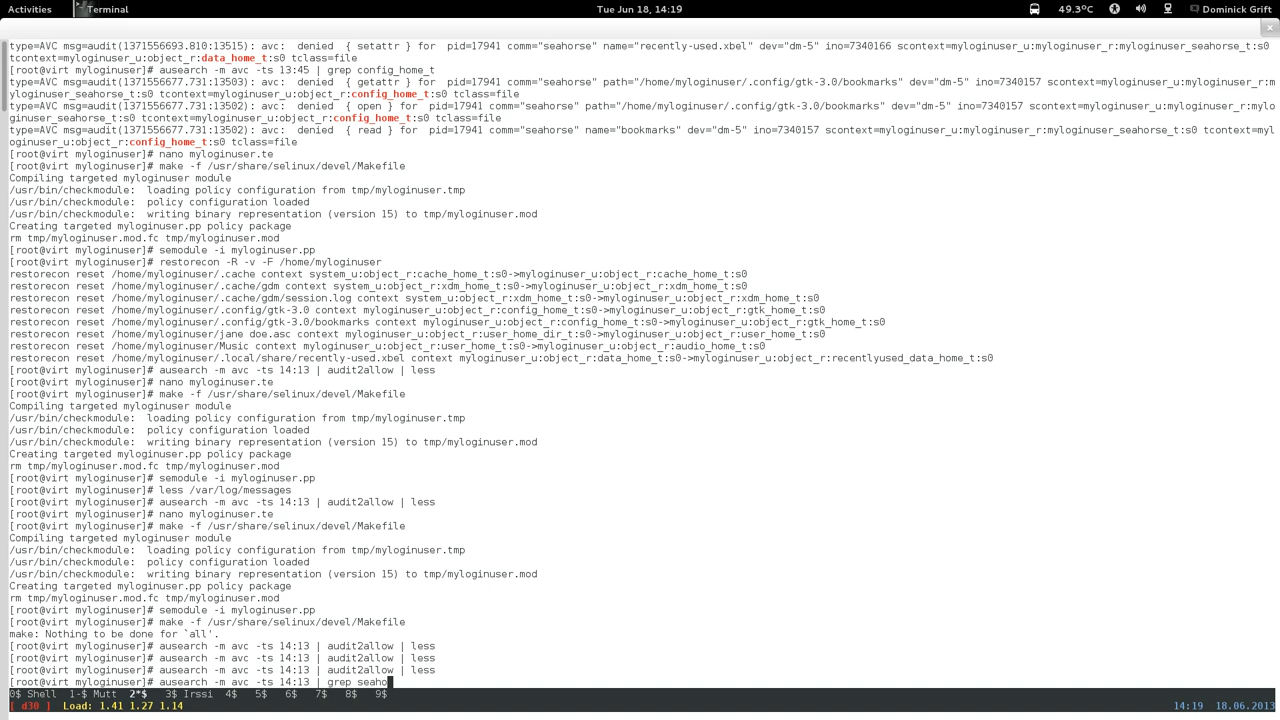 Activities Terminal Tue Jun 18, 14:19 49.3°C Dominick Grift
type=AVC msg=audit(1371556693.810:13515): avc:  denied  { setattr } for  pid=17941 comm="seahorse" name="recently-used.xbel" dev="dm-5" ino=7340166 scontext=myloginuser_u:myloginuser_r:myloginuser_seahorse_t:s0
tcontext=myloginuser_u:object_r:data_home_t:s0 tclass=file
[root@virt myloginuser]# ausearch -m avc -ts 13:45 | grep config_home_t
type=AVC msg=audit(1371556677.731:13503): avc:  denied  { getattr } for  pid=17941 comm="seahorse" path="/home/myloginuser/.config/gtk-3.0/bookmarks" dev="dm-5" ino=7340157 scontext=myloginuser_u:myloginuser_r:m
yloginuser_seahorse_t:s0 tcontext=myloginuser_u:object_r:config_home_t:s0 tclass=file
type=AVC msg=audit(1371556677.731:13502): avc:  denied  { open } for  pid=17941 comm="seahorse" path="/home/myloginuser/.config/gtk-3.0/bookmarks" dev="dm-5" ino=7340157 scontext=myloginuser_u:myloginuser_r:mylo
ginuser_seahorse_t:s0 tcontext=myloginuser_u:object_r:config_home_t:s0 tclass=file
type=AVC msg=audit(1371556677.731:13502): avc:  denied  { read } for  pid=17941 comm="seahorse" name="bookmarks" dev="dm-5" ino=7340157 scontext=myloginuser_u:myloginuser_r:myloginuser_seahorse_t:s0 tcontext=myl
oginuser_u:object_r:config_home_t:s0 tclass=file
[root@virt myloginuser]# nano myloginuser.te
[root@virt myloginuser]# make -f /usr/share/selinux/devel/Makefile
Compiling targeted myloginuser module
/usr/bin/checkmodule:  loading policy configuration from tmp/myloginuser.tmp
/usr/bin/checkmodule:  policy configuration loaded
/usr/bin/checkmodule:  writing binary representation (version 15) to tmp/myloginuser.mod
Creating targeted myloginuser.pp policy package
rm tmp/myloginuser.mod.fc tmp/myloginuser.mod
[root@virt myloginuser]# semodule -i myloginuser.pp
[root@virt myloginuser]# restorecon -R -v -F /home/myloginuser
restorecon reset /home/myloginuser/.cache context system_u:object_r:cache_home_t:s0->myloginuser_u:object_r:cache_home_t:s0
restorecon reset /home/myloginuser/.cache/gdm context system_u:object_r:xdm_home_t:s0->myloginuser_u:object_r:xdm_home_t:s0
restorecon reset /home/myloginuser/.cache/gdm/session.log context system_u:object_r:xdm_home_t:s0->myloginuser_u:object_r:xdm_home_t:s0
restorecon reset /home/myloginuser/.config/gtk-3.0 context myloginuser_u:object_r:config_home_t:s0->myloginuser_u:object_r:gtk_home_t:s0
restorecon reset /home/myloginuser/.config/gtk-3.0/bookmarks context myloginuser_u:object_r:config_home_t:s0->myloginuser_u:object_r:gtk_home_t:s0
restorecon reset /home/myloginuser/jane doe.asc context myloginuser_u:object_r:user_home_dir_t:s0->myloginuser_u:object_r:user_home_t:s0
restorecon reset /home/myloginuser/Music context myloginuser_u:object_r:user_home_t:s0->myloginuser_u:object_r:audio_home_t:s0
restorecon reset /home/myloginuser/.local/share/recently-used.xbel context myloginuser_u:object_r:data_home_t:s0->myloginuser_u:object_r:recentlyused_data_home_t:s0
[root@virt myloginuser]# ausearch -m avc -ts 14:13 | audit2allow | less
[root@virt myloginuser]# nano myloginuser.te
[root@virt myloginuser]# make -f /usr/share/selinux/devel/Makefile
Compiling targeted myloginuser module
/usr/bin/checkmodule:  loading policy configuration from tmp/myloginuser.tmp
/usr/bin/checkmodule:  policy configuration loaded
/usr/bin/checkmodule:  writing binary representation (version 15) to tmp/myloginuser.mod
Creating targeted myloginuser.pp policy package
rm tmp/myloginuser.mod.fc tmp/myloginuser.mod
[root@virt myloginuser]# semodule -i myloginuser.pp
[root@virt myloginuser]# less /var/log/messages
[root@virt myloginuser]# ausearch -m avc -ts 14:13 | audit2allow | less
[root@virt myloginuser]# nano myloginuser.te
[root@virt myloginuser]# make -f /usr/share/selinux/devel/Makefile
Compiling targeted myloginuser module
/usr/bin/checkmodule:  loading policy configuration from tmp/myloginuser.tmp
/usr/bin/checkmodule:  policy configuration loaded
/usr/bin/checkmodule:  writing binary representation (version 15) to tmp/myloginuser.mod
Creating targeted myloginuser.pp policy package
rm tmp/myloginuser.mod.fc tmp/myloginuser.mod
[root@virt myloginuser]# semodule -i myloginuser.pp
[root@virt myloginuser]# make -f /usr/share/selinux/devel/Makefile
make: Nothing to be done for `all'.
[root@virt myloginuser]# ausearch -m avc -ts 14:13 | audit2allow | less
[root@virt myloginuser]# ausearch -m avc -ts 14:13 | audit2allow | less
[root@virt myloginuser]# ausearch -m avc -ts 14:13 | audit2allow | less
[root@virt myloginuser]# ausearch -m avc -ts 14:13 | grep seaho
0$ Shell  1-$ Mutt  2*$  3$ Irssi  4$  5$  6$  7$  8$  9$
[ d30 ]  Load: 1.41 1.27 1.14 14:19  18.06.2013